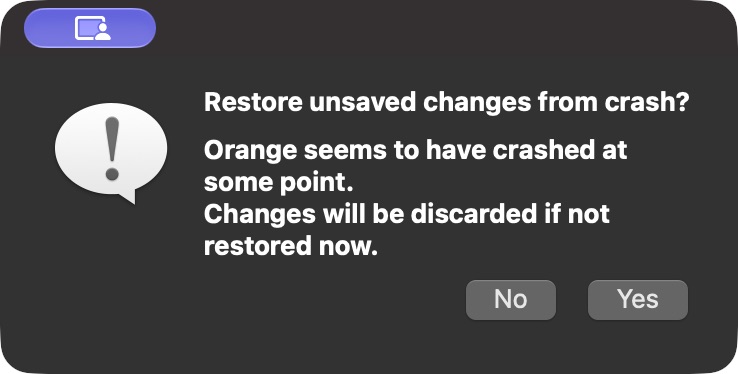 Restore unsaved changes from crash?
Orange seems to have crashed at
some point.
Changes will be discarded if not
restored now.
No
Yes